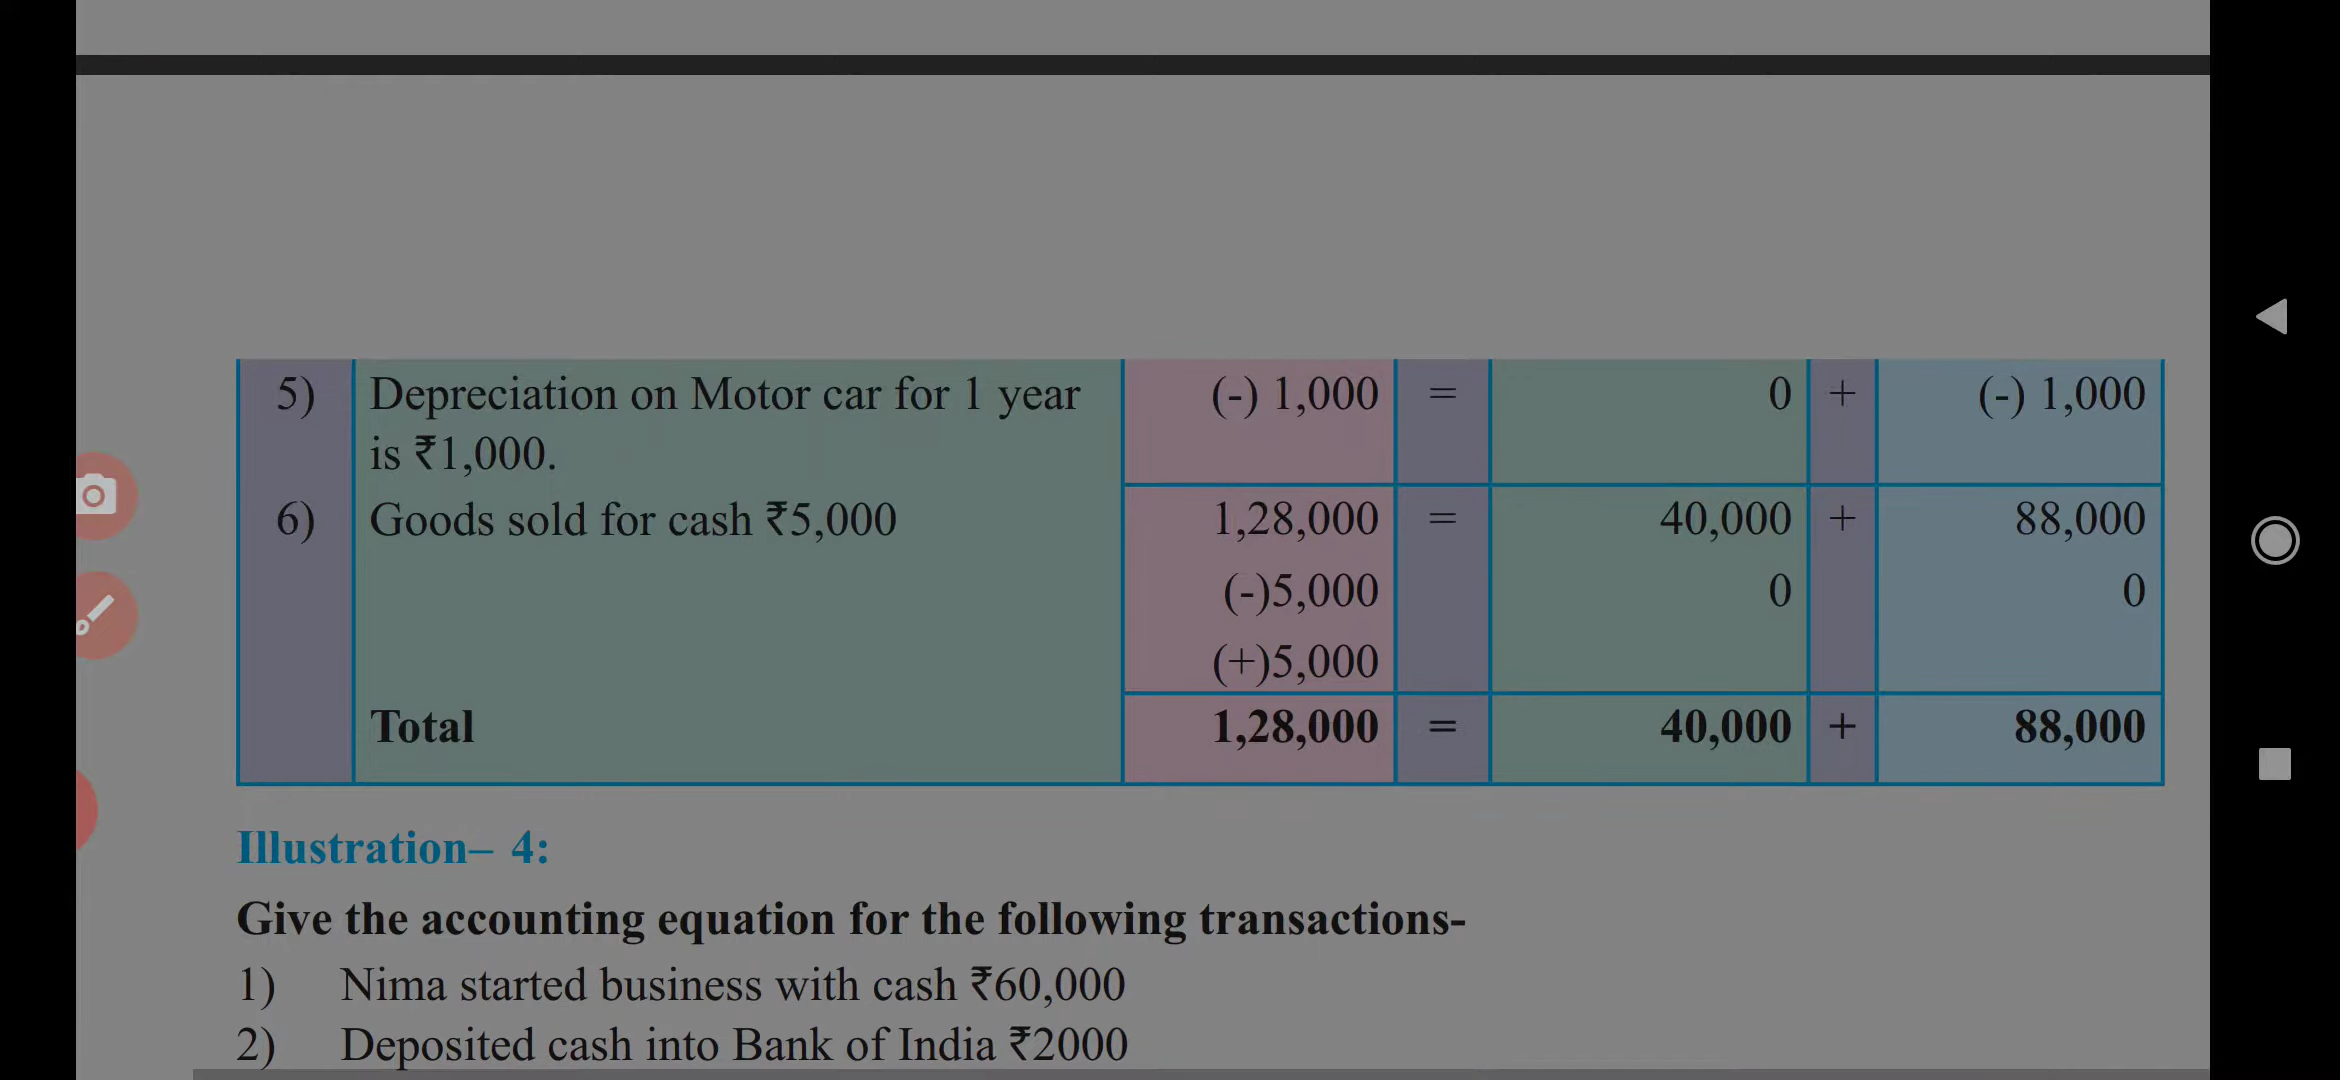 5) Depreciation on Motor car for 1 year (-) 1,000 = 0 + (-) 1,000
is ₹1,000.
6) Goods sold for cash ₹5,000 1,28,000 = 40,000 + 88,000
(-)5,000 0 0
(+)5,000
Total 1,28,000 = 40,000 + 88,000
Illustration– 4:
Give the accounting equation for the following transactions-
1) Nima started business with cash ₹60,000
2) Deposited cash into Bank of India ₹2000